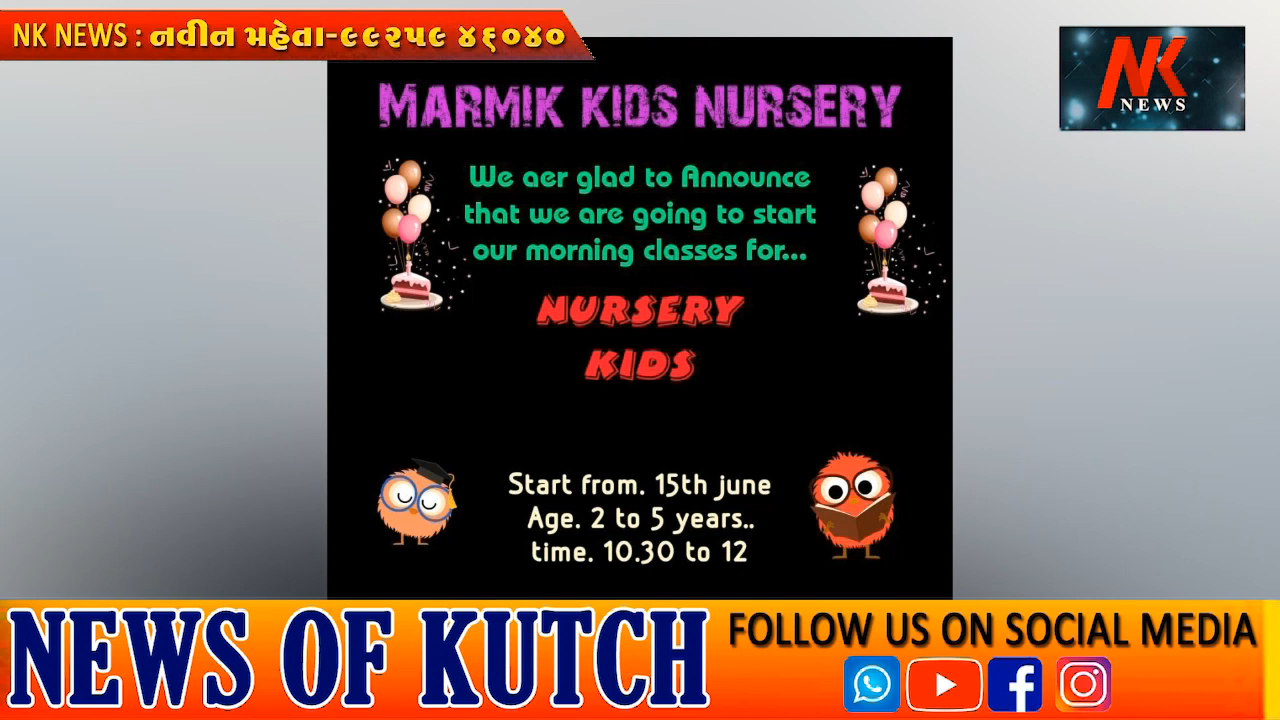 NK NEWS : નવીન મહેતા-૯૯૨૫૯ ૪૬૦૪૦
NK
NEWS
MARMIK KIDS NURSERY
We aer glad to Announce
that we are going to start
our morning classes for...
NURSERY
KIDS
Start from. 15th june
Age. 2 to 5 years..
time. 10.30 to 12
NEWS OF KUTCH
FOLLOW US ON SOCIAL MEDIA